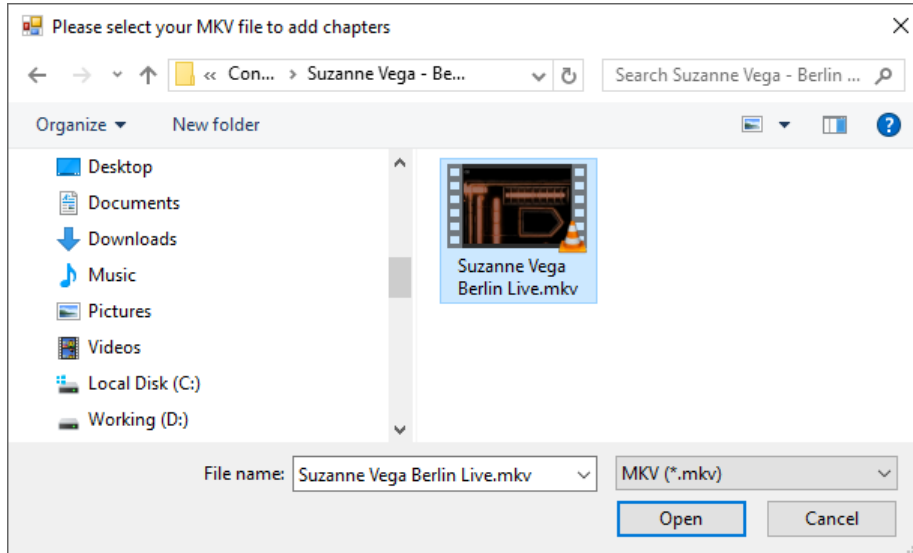 Please select your MKV file to add chapters
« Con... > Suzanne Vega - Be...
Search Suzanne Vega - Berlin ...
Organize
New folder
Desktop
Documents
Downloads
Music
Pictures
Videos
Local Disk (C:)
Working (D:)
Suzanne Vega
Berlin Live.mkv
File name: Suzanne Vega Berlin Live.mkv
MKV (*.mkv)
Open
Cancel